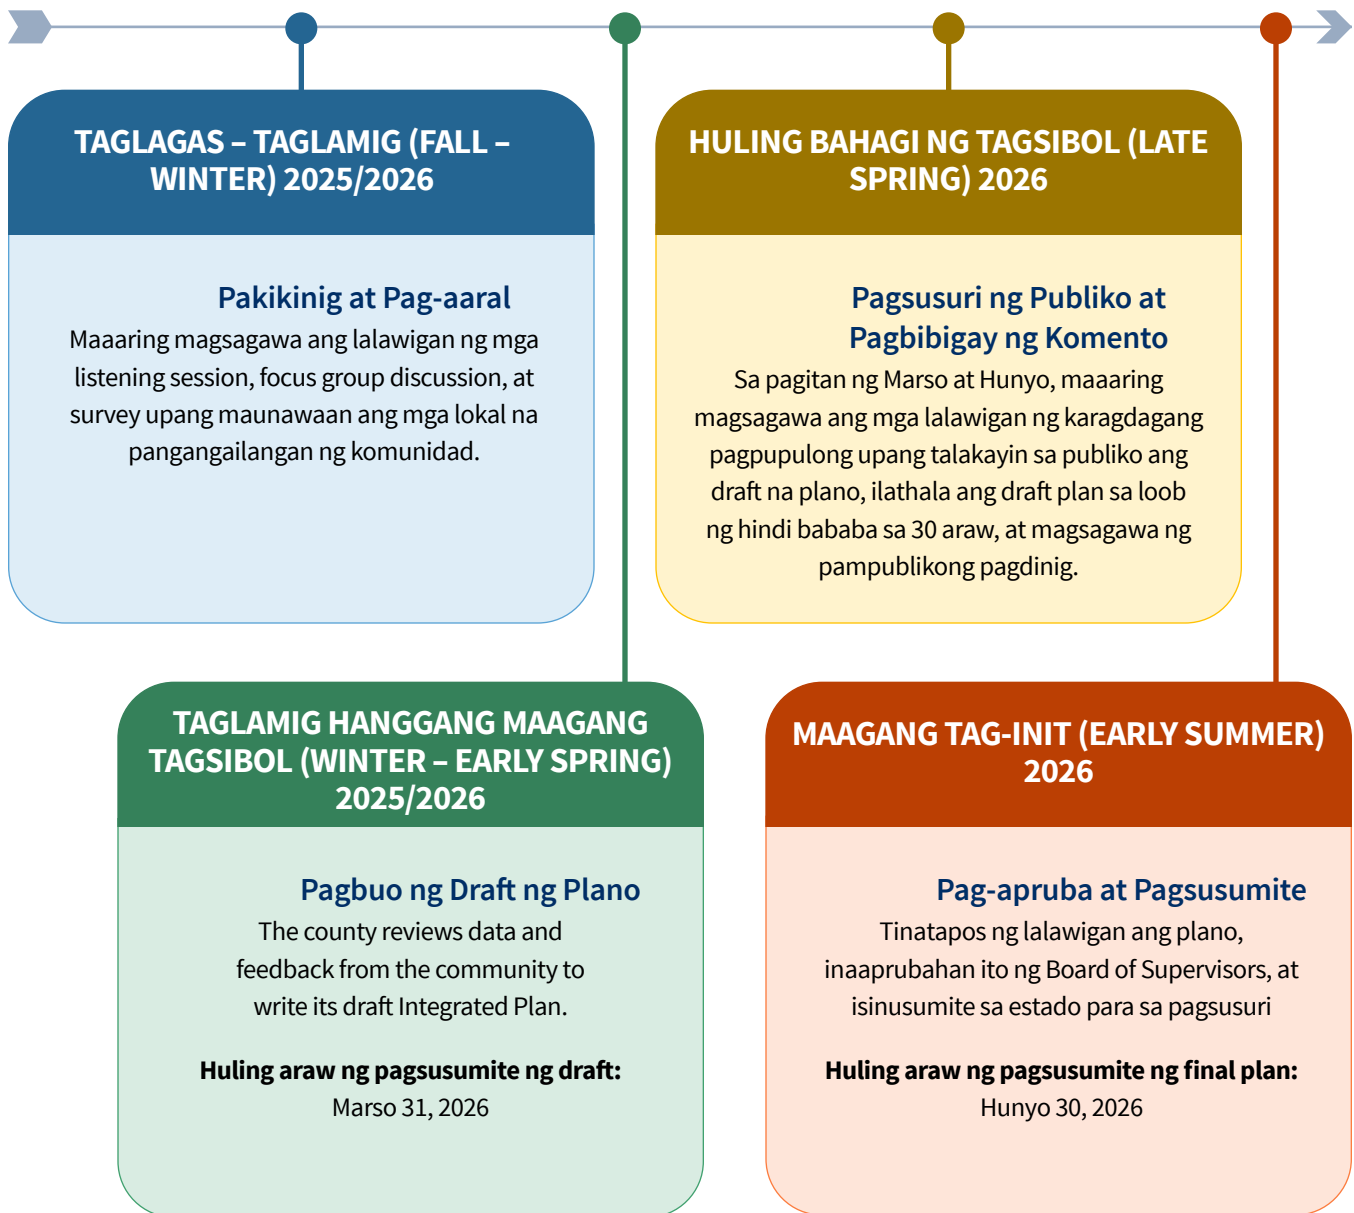 TAGLAGAS – TAGLAMIG (FALL –
WINTER) 2025/2026
Pakikinig at Pag-aaral
Maaaring magsagawa ang lalawigan ng mga
listening session, focus group discussion, at
survey upang maunawaan ang mga lokal na
pangangailangan ng komunidad.
TAGLAMIG HANGGANG MAAGANG
TAGSIBOL (WINTER – EARLY SPRING)
2025/2026
Pagbuo ng Draft ng Plano
The county reviews data and
feedback from the community to
write its draft Integrated Plan.
Huling araw ng pagsusumite ng draft:
Marso 31, 2026
HULING BAHAGI NG TAGSIBOL (LATE
SPRING) 2026
Pagsusuri ng Publiko at
Pagbibigay ng Komento
Sa pagitan ng Marso at Hunyo, maaaring
magsagawa ang mga lalawigan ng karagdagang
pagpupulong upang talakayin sa publiko ang
draft na plano, ilathala ang draft plan sa loob
ng hindi bababa sa 30 araw, at magsagawa ng
pampublikong pagdinig.
MAAGANG TAG-INIT (EARLY SUMMER)
2026
Pag-apruba at Pagsusumite
Tinatapos ng lalawigan ang plano,
inaaprubahan ito ng Board of Supervisors, at
isinusumite sa estado para sa pagsusuri
Huling araw ng pagsusumite ng final plan:
Hunyo 30, 2026